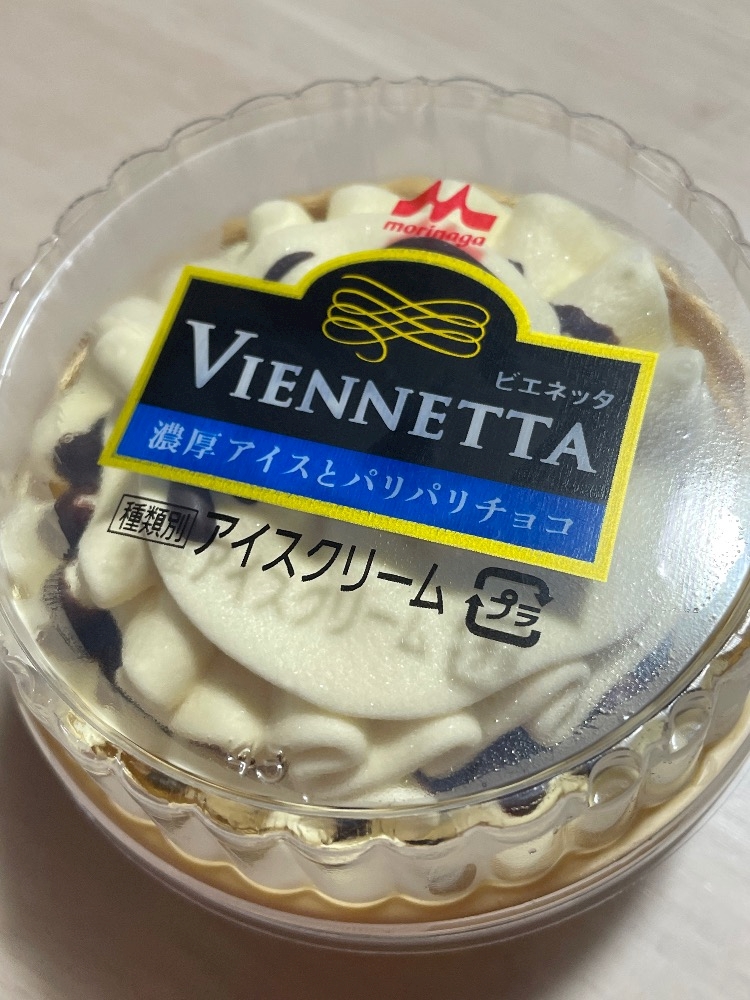 morinaga
VIENNETTA
ビエネッタ
濃厚アイスとパリパリチョコ
種類別 アイスクリーム
プラ
43